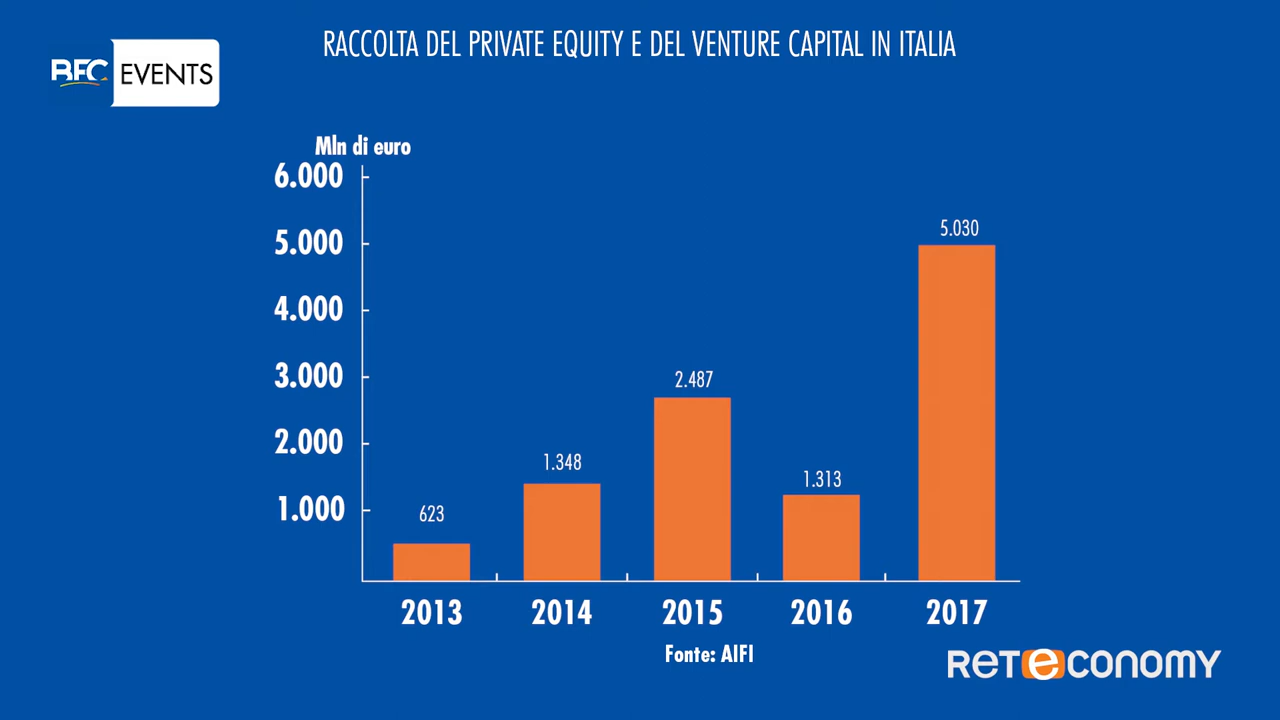 RACCOLTA DEL PRIVATE EQUITY E DEL VENTURE CAPITAL IN ITALIA
BFC EVENTS
Mln di euro
6.000
5.000
4.000
3.000
2.000
1.000
623
1.348
2.487
1.313
5.030
2013 2014 2015 2016 2017
Fonte: AIFI
RETECONOMY